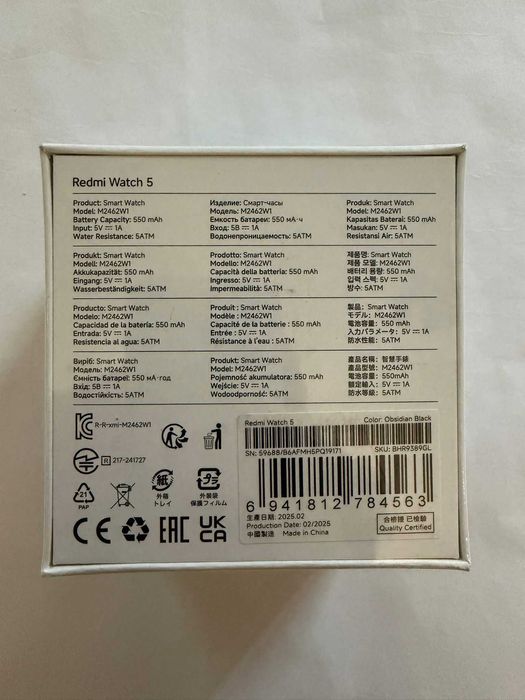 Redmi Watch 5
Product: Smart Watch
Model: M2462W1
Battery Capacity: 550 mAh
Input: 5V⎓1A
Water Resistance: 5ATM
Изделие: Смарт-часы
Модель: M2462W1
Емкость батареи: 550 мА·ч
Вход: 5В⎓1A
Водонепроницаемость: 5ATM
Produk: Smart Watch
Model: M2462W1
Kapasitas Baterai: 550 mAh
Masukan: 5V⎓1A
Resistansi Air: 5ATM
Produkt: Smart Watch
Modell: M2462W1
Akkukapazität: 550 mAh
Eingang: 5V⎓1A
Wasserbeständigkeit: 5ATM
Prodotto: Smart Watch
Modello: M2462W1
Capacità della batteria: 550 mAh
Ingresso: 5V⎓1A
Impermeabilità: 5ATM
제품명: Smart Watch
제품 모델: M2462W1
배터리 용량: 550 mAh
입력 스펙: 5V⎓1A
방수: 5ATM
Producto: Smart Watch
Modelo: M2462W1
Capacidad de la batería: 550 mAh
Entrada: 5V⎓1A
Resistencia al agua: 5ATM
Produit : Smart Watch
Modèle : M2462W1
Capacité de la batterie : 550 mAh
Entrée : 5V⎓1A
Résistance à l'eau : 5ATM
製品：Smart Watch
モデル：M2462W1
電池容量：550 mAh
入力パラメータ：5V⎓1A
防水性能：5ATM
Виріб: Smart Watch
Модель: M2462W1
Ємність батареї: 550 мА·год
Вхід: 5В⎓1A
Водостійкість: 5ATM
Produkt: Smart Watch
Model: M2462W1
Pojemność akumulatora: 550 mAh
Wejście: 5V⎓1A
Wodoodporność: 5ATM
產品名稱：智慧手錶
產品型號：M2462W1
電池容量：550mAh
額定輸入：5V⎓1A
防水等級：5ATM
R-R-xmi-M2462W1
R 217-241727
21
PAP
紙
外箱
トレイ
プラ
外装袋
保護フィルム
CE
EAC
UK
CA
Redmi Watch 5
Color: Obsidian Black
SN: 59688/B6AFMH5PQ19171
SKU: BHR9389GL
6 941812 784563
生產日期：2025.02
Production Date: 02/2025
中國製造 Made in China
合格證 已檢驗
Quality Certified